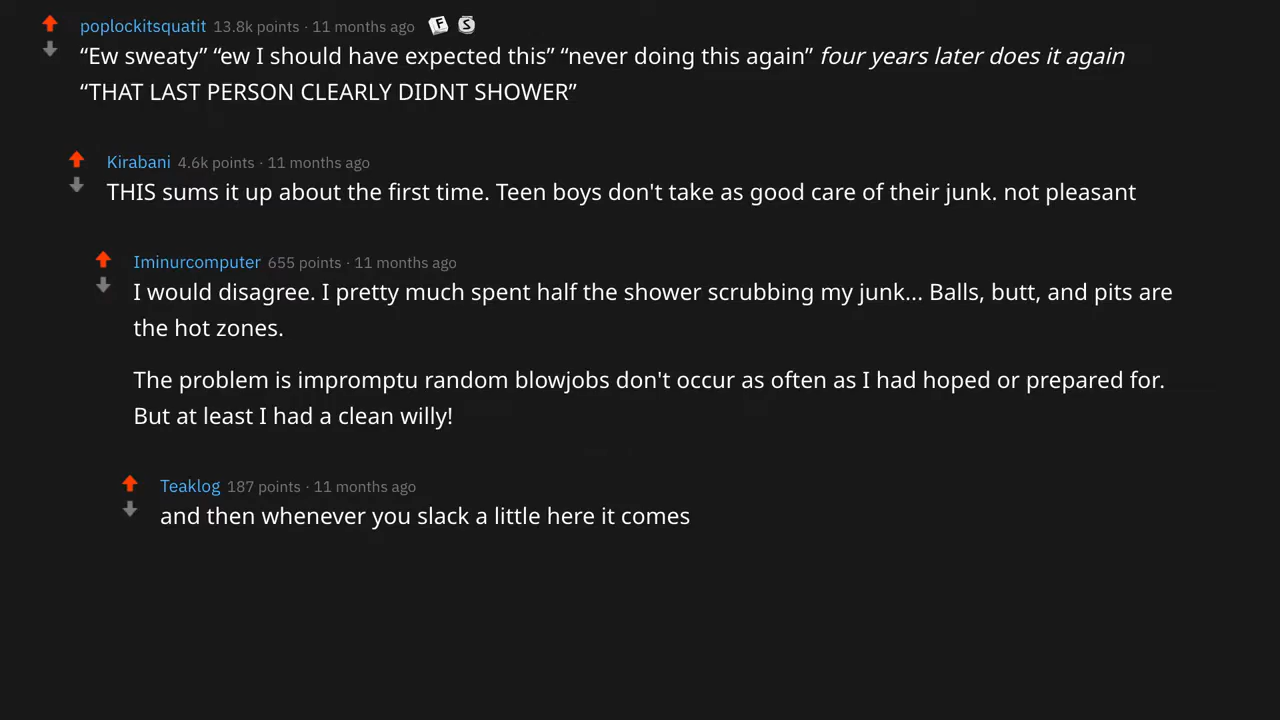 poplockitsquatit 13.8k points · 11 months ago F S
“Ew sweaty” “ew I should have expected this” “never doing this again” four years later does it again
“THAT LAST PERSON CLEARLY DIDNT SHOWER”
Kirabani 4.6k points · 11 months ago
THIS sums it up about the first time. Teen boys don't take as good care of their junk. not pleasant
Iminurcomputer 655 points · 11 months ago
I would disagree. I pretty much spent half the shower scrubbing my junk... Balls, butt, and pits are
the hot zones.
The problem is impromptu random blowjobs don't occur as often as I had hoped or prepared for.
But at least I had a clean willy!
Teaklog 187 points · 11 months ago
and then whenever you slack a little here it comes